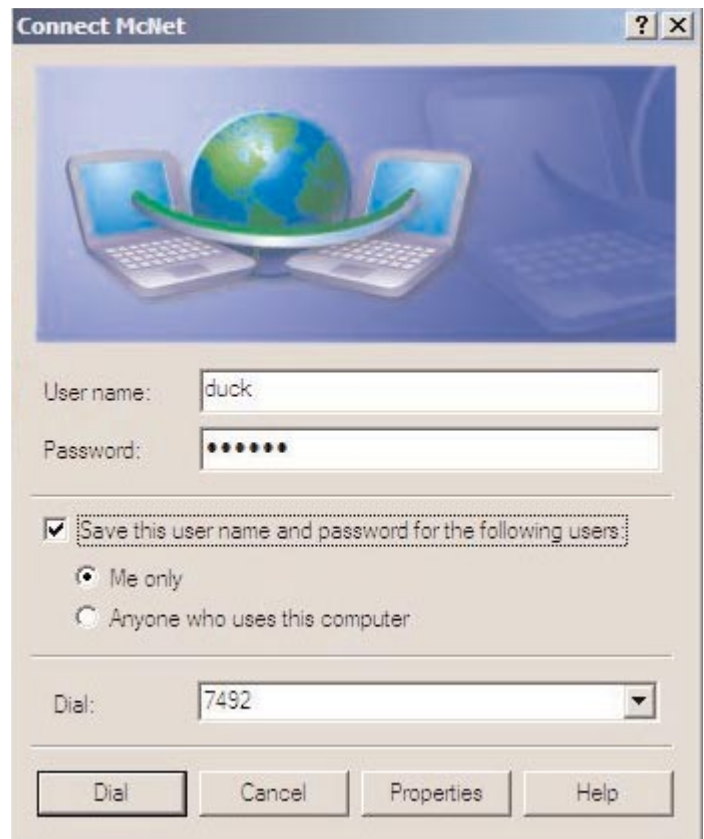 Connect McNet
User name: duck
Password: ••••••
Save this user name and password for the following users:
Me only
Anyone who uses this computer
Dial: 7492
Dial Cancel Properties Help